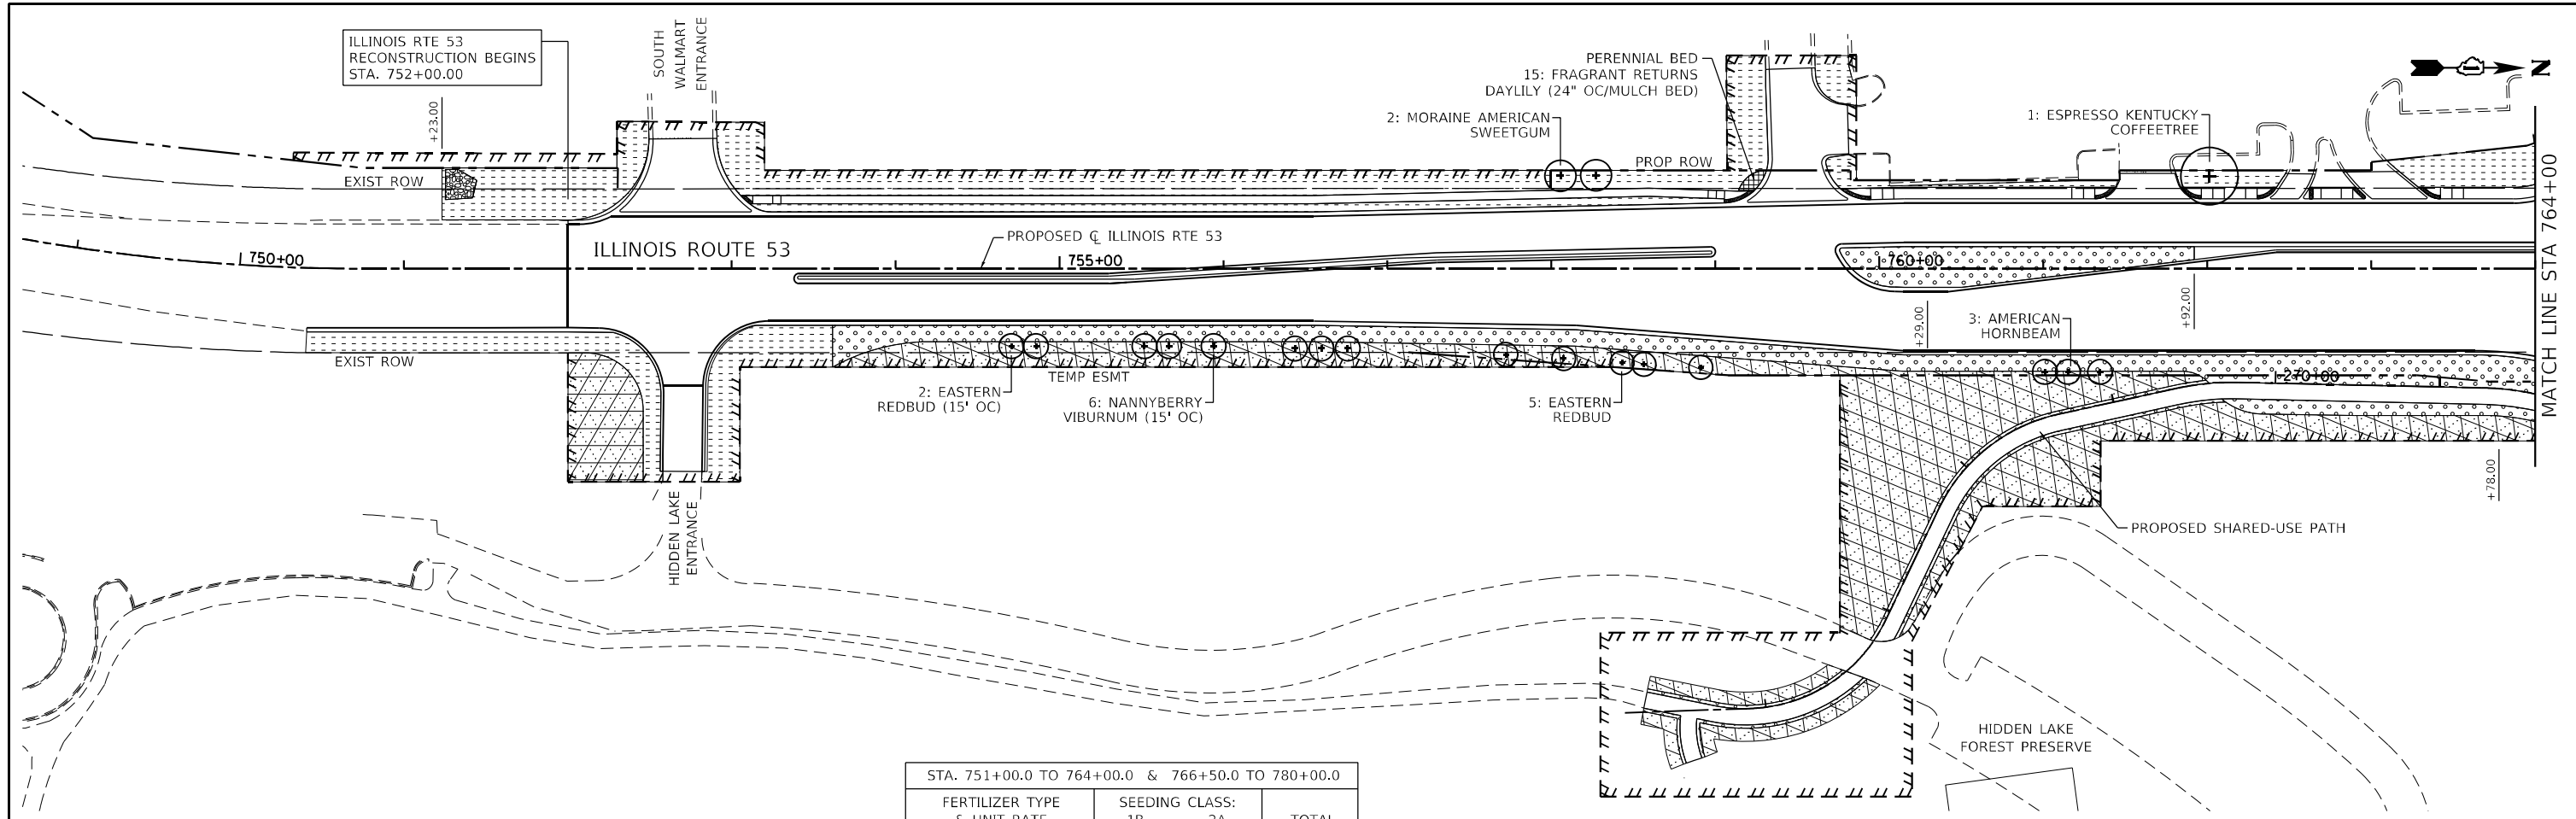 ILLINOIS RTE 53
RECONSTRUCTION BEGINS
STA. 752+00.00
+23.00
SOUTH
WALMART
ENTRANCE
PERENNIAL BED
15: FRAGRANT RETURNS
DAYLILY (24" OC/MULCH BED)
2: MORAINE AMERICAN
SWEETGUM
1: ESPRESSO KENTUCKY
COFFEETREE
N
EXIST ROW
PROP ROW
ILLINOIS ROUTE 53
PROPOSED ℄ ILLINOIS RTE 53
750+00
755+00
760+00
MATCH LINE STA 764+00
+29.00
+92.00
3: AMERICAN
HORNBEAM
EXIST ROW
TEMP ESMT
2: EASTERN
REDBUD (15' OC)
6: NANNYBERRY
VIBURNUM (15' OC)
5: EASTERN
REDBUD
270+00
+78.00
HIDDEN LAKE
ENTRANCE
PROPOSED SHARED-USE PATH
HIDDEN LAKE
FOREST PRESERVE
STA. 751+00.0 TO 764+00.0 & 766+50.0 TO 780+00.0
FERTILIZER TYPE
& UNIT RATE
SEEDING CLASS:
1B 2A
TOTAL